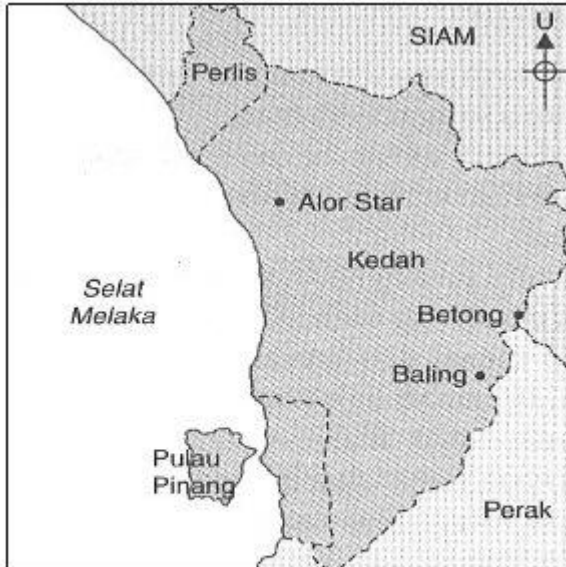 SIAM
U
Perlis
Alor Star
Kedah
Selat
Melaka
Betong
Baling
Pulau
Pinang
Perak